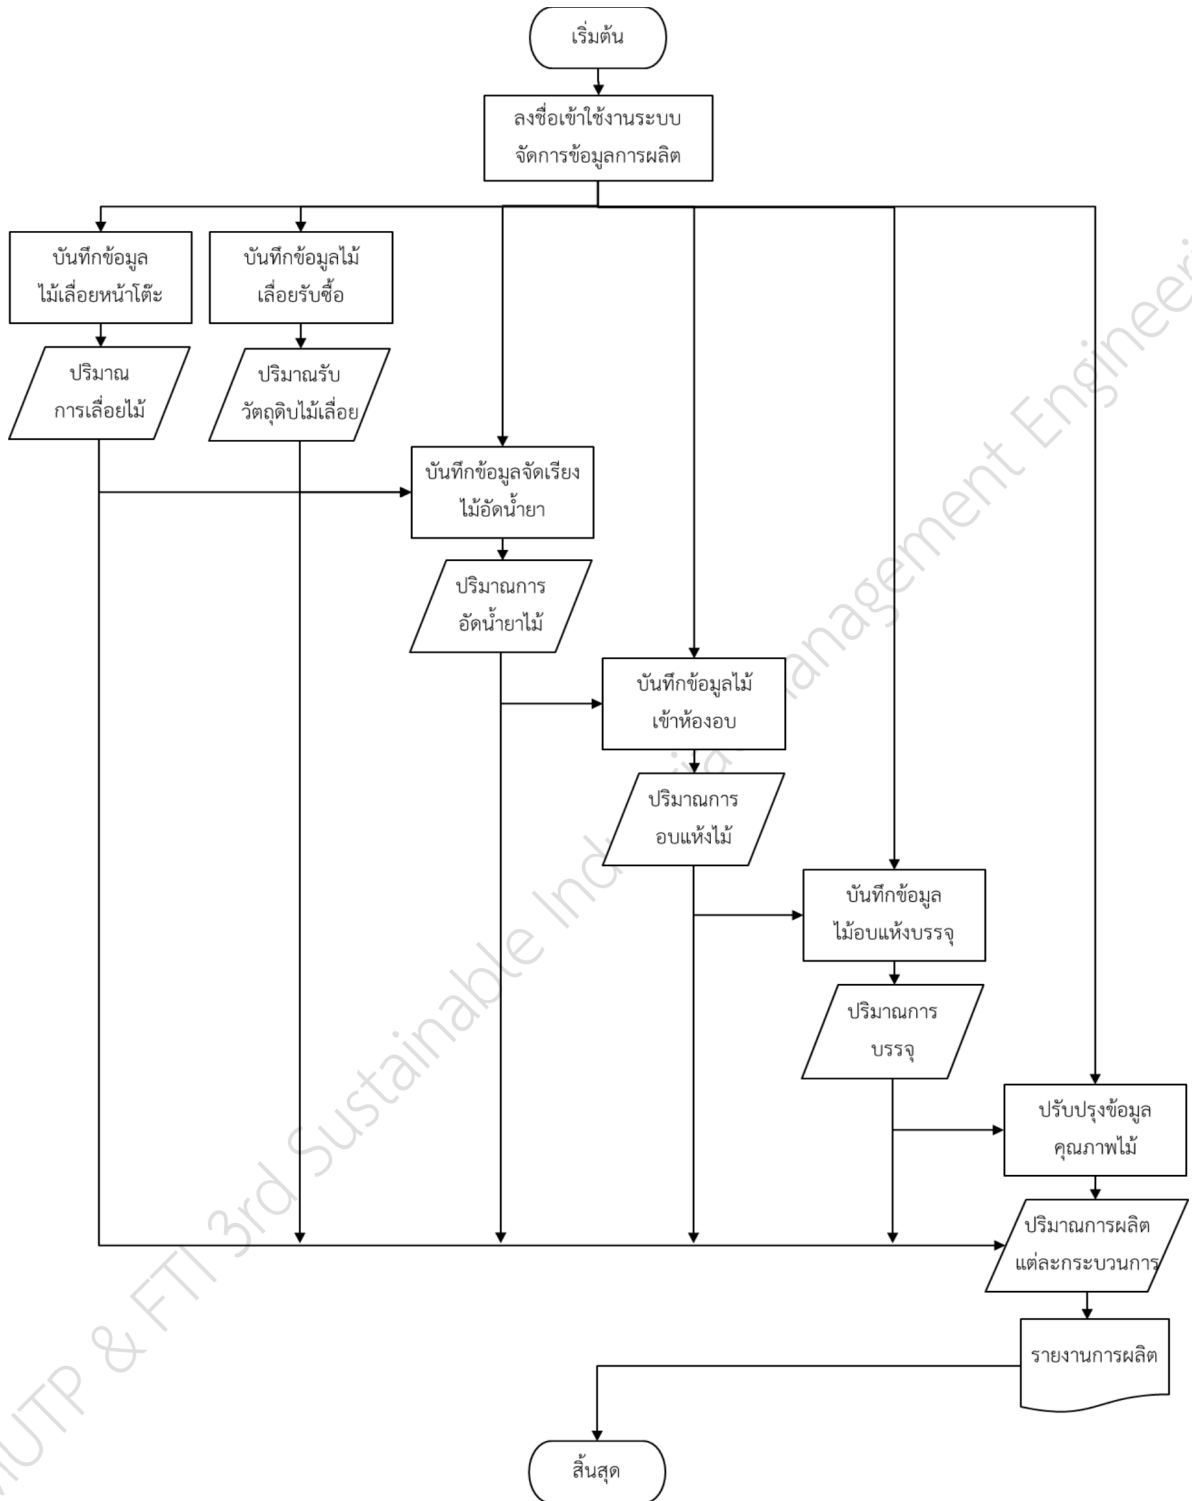 เริ่มต้น
ลงชื่อเข้าใช้งานระบบ
จัดการข้อมูลการผลิต
บันทึกข้อมูล
ไม้เลื่อยหน้าโต๊ะ
บันทึกข้อมูลไม้
เลื่อยรับซื้อ
ปริมาณ
การเลื่อยไม้
ปริมาณรับ
วัตถุดิบไม้เลื่อย
บันทึกข้อมูลจัดเรียง
ไม้อัดน้ำยา
ปริมาณการ
อัดน้ำยาไม้
บันทึกข้อมูลไม้
เข้าห้องอบ
ปริมาณการ
อบแห้งไม้
บันทึกข้อมูล
ไม้อบแห้งบรรจุ
ปริมาณการ
บรรจุ
ปรับปรุงข้อมูล
คุณภาพไม้
ปริมาณการผลิต
แต่ละกระบวนการ
รายงานการผลิต
สิ้นสุด
& FTI 3rd Sustainable Management